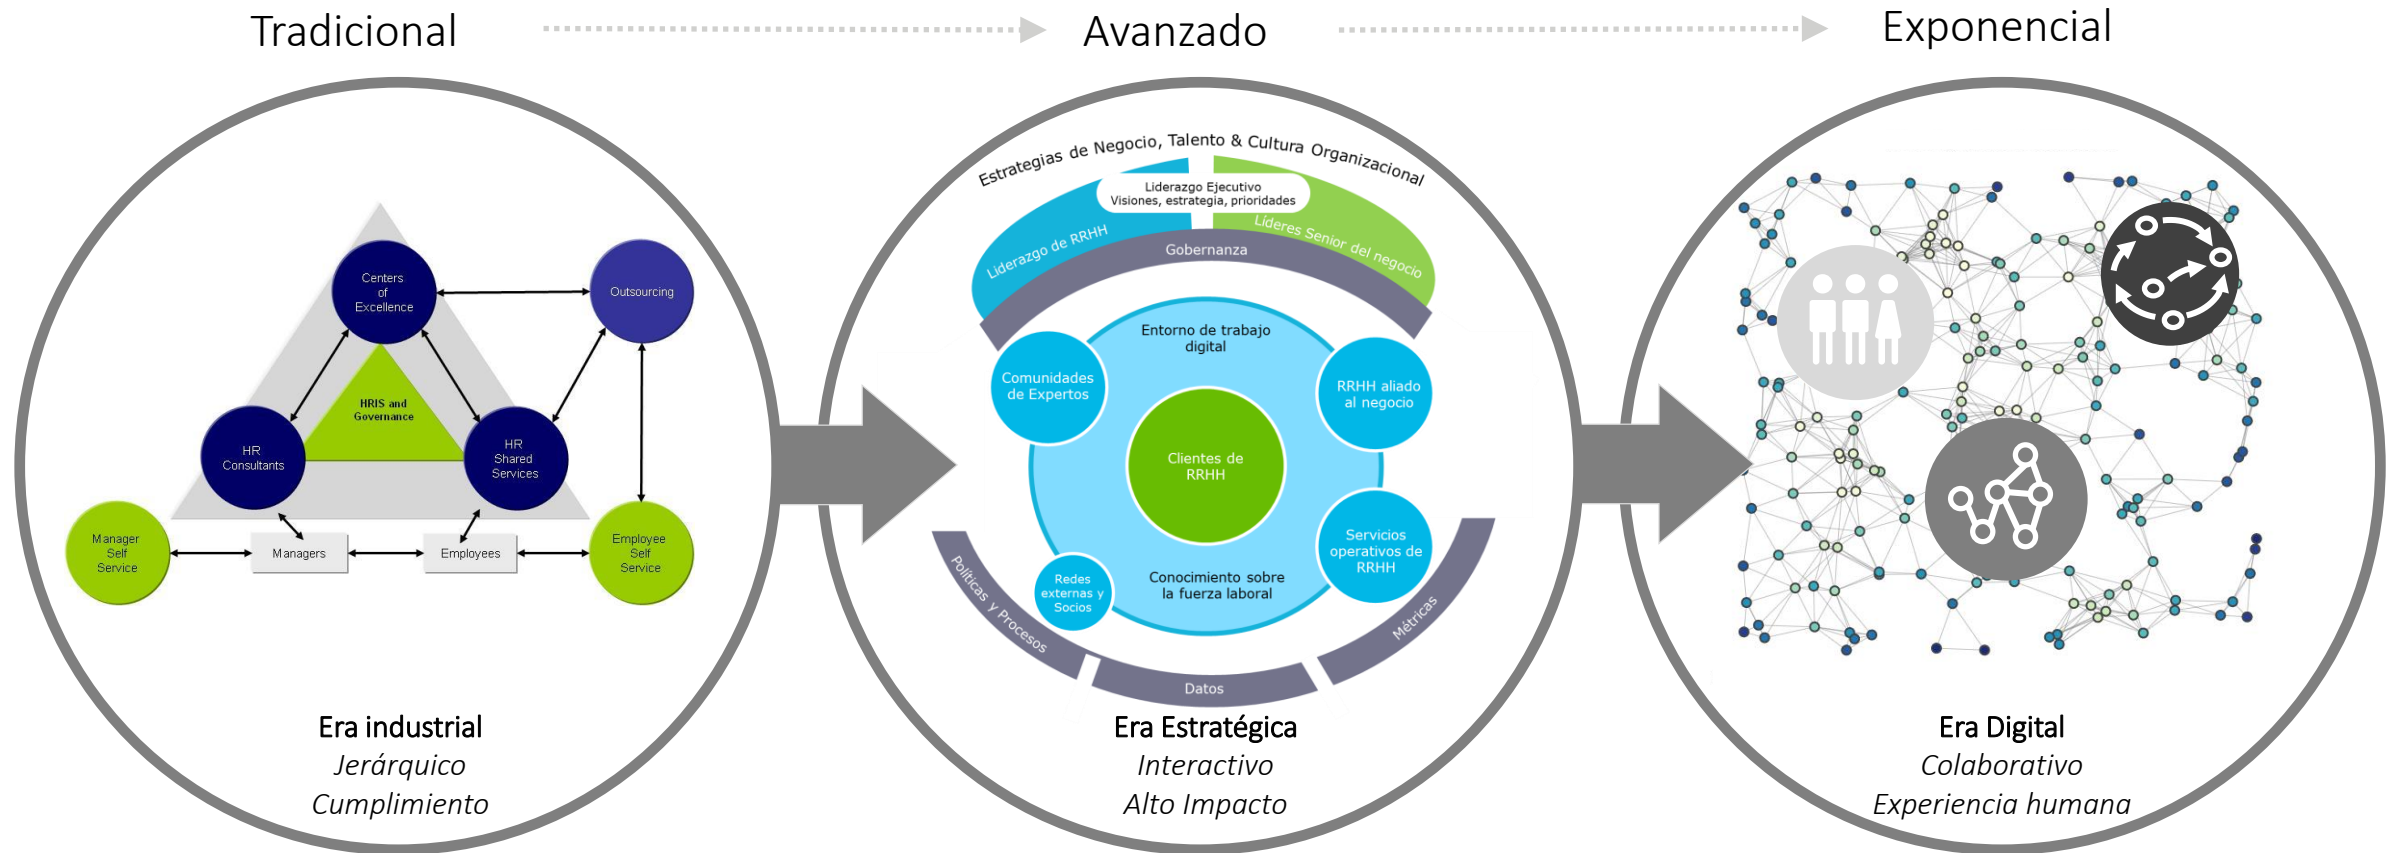 Tradicional
Avanzado
Exponencial
Centers
of
Excellence
Outsourcing
HRIS and
Governance
HR
Consultants
HR
Shared
Services
Manager
Self
Service
Managers
Employees
Employee
Self
Service
Era industrial
Jerárquico
Cumplimiento
Estrategias de Negocio, Talento & Cultura Organizacional
Liderazgo Ejecutivo
Visiones, estrategia, prioridades
Liderazgo de RRHH
Líderes Senior del negocio
Gobernanza
Entorno de trabajo
digital
Comunidades
de Expertos
RRHH aliado
al negocio
Clientes de
RRHH
Servicios
operativos de
RRHH
Redes
externas y
Socios
Conocimiento sobre
la fuerza laboral
Políticas y Procesos
Datos
Métricas
Era Estratégica
Interactivo
Alto Impacto
Era Digital
Colaborativo
Experiencia humana